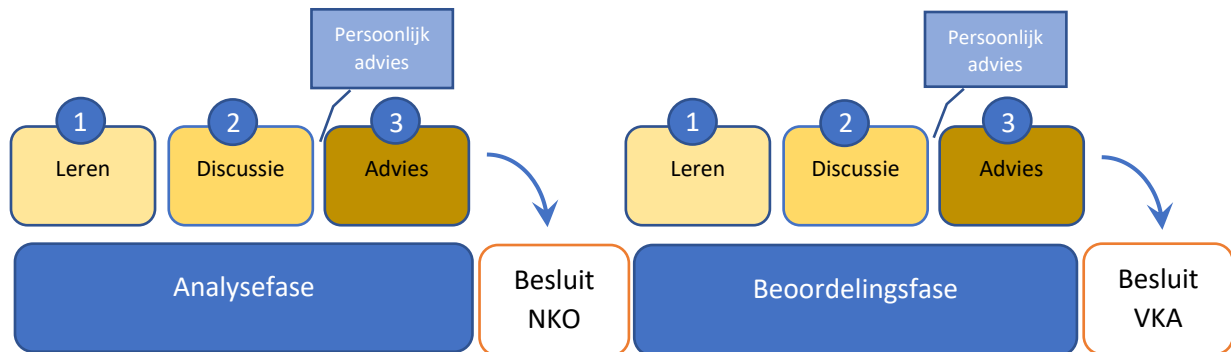 Persoonlijk
advies
Persoonlijk
advies
1
2
3
1
2
3
Leren
Discussie
Advies
Leren
Discussie
Advies
Analysefase
Besluit
NKO
Beoordelingsfase
Besluit
VKA